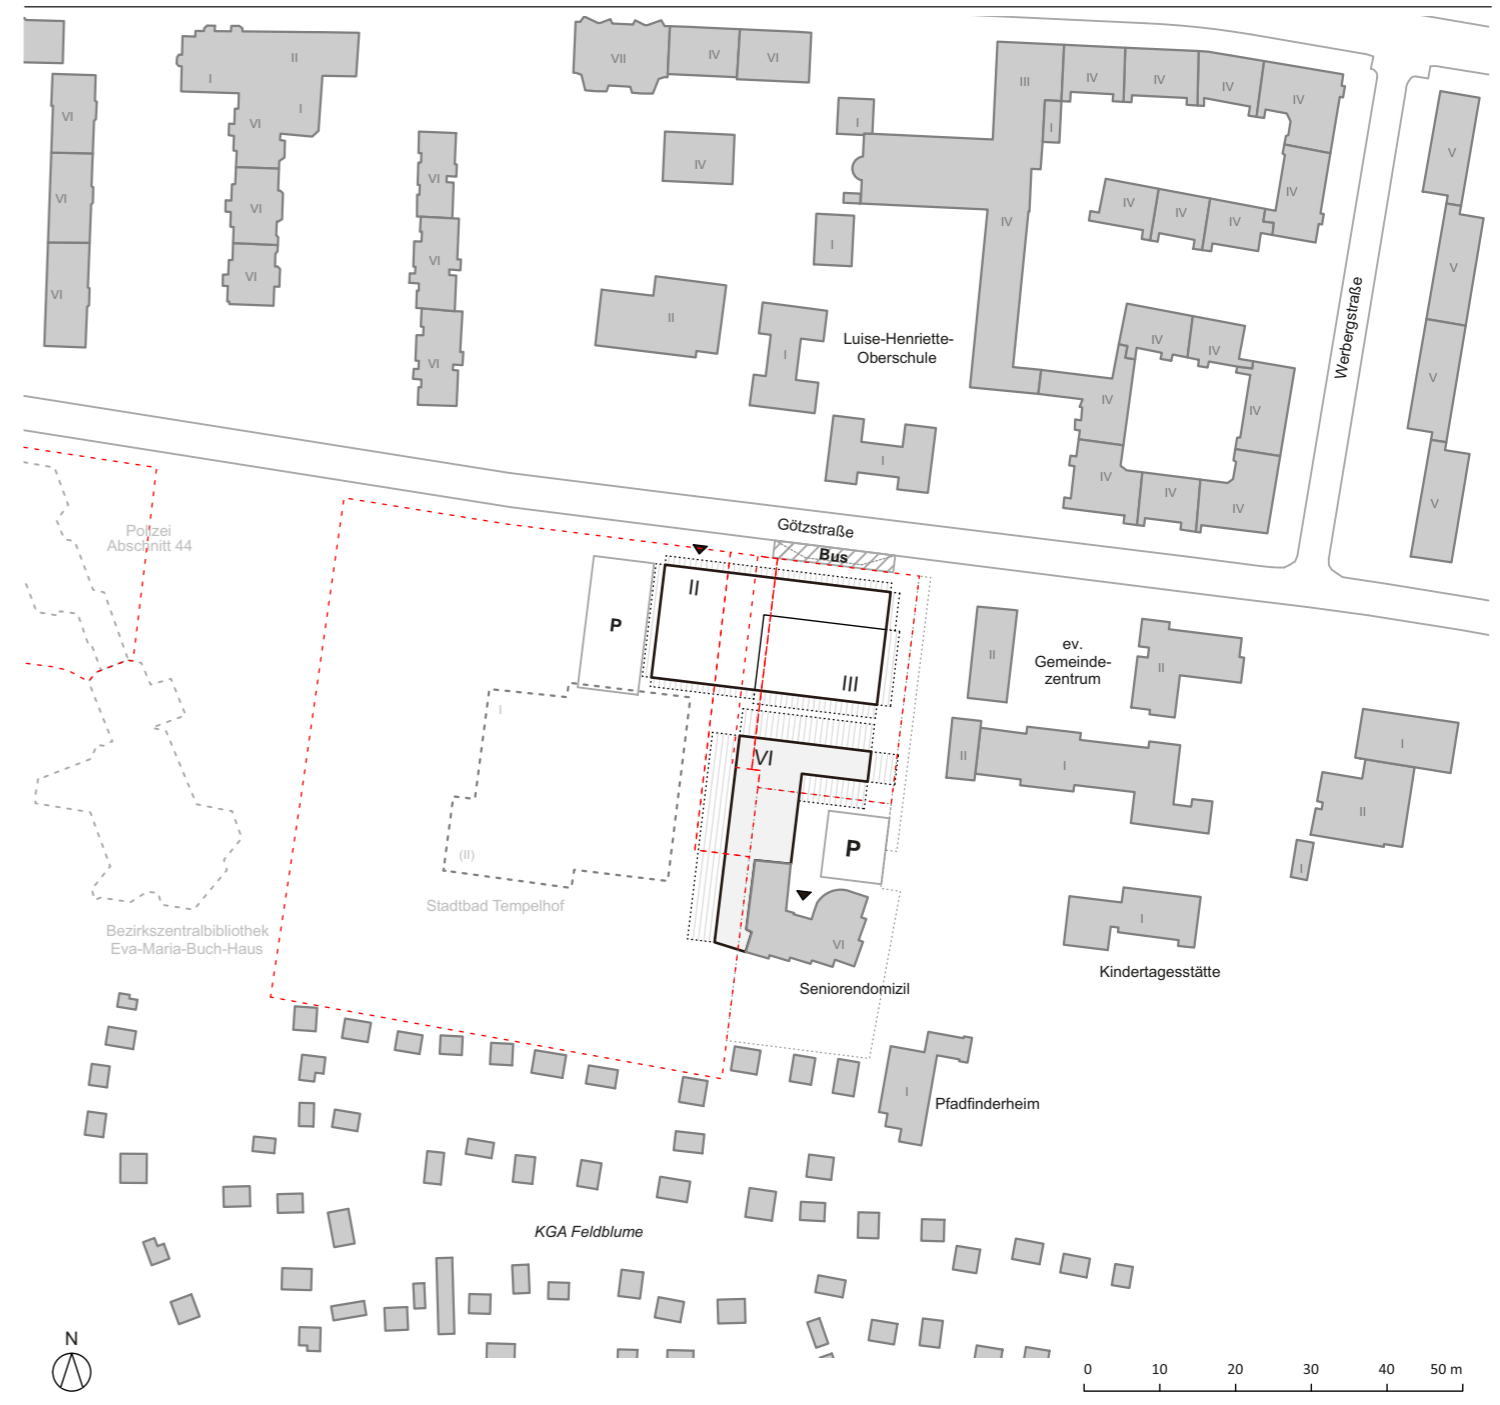 II
VII
IV
VI
I
III
IV
IV
IV
IV
I
VI
I
VI
I
I
V
IV
VI
IV
VI
VI
IV
IV
IV
IV
IV
I
VI
VI
VI
V
Werbergstraße
II
I
Luise-Henriette-
Oberschule
IV
IV
VI
V
IV
IV
I
IV
IV
IV
V
Polizei
Abschnitt 44
Götzstraße
Bus
II
P
III
II
ev.
Gemeinde-
zentrum
II
I
VI
II
I
I
II
P
(II)
I
Stadtbad Tempelhof
Bezirkszentralbibliothek
Eva-Maria-Buch-Haus
VI
I
Kindertagesstätte
Seniorendomizil
I
Pfadfinderheim
KGA Feldblume
N
0 10 20 30 40 50 m